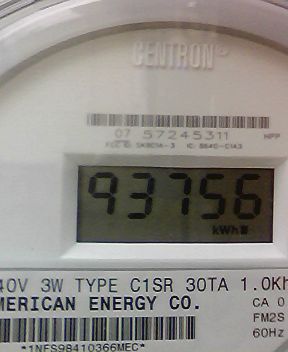 CENTRON®
07 57245311
HPP
93756
kWh
40V 3W TYPE C1SR 30TA 1.0Kh
MERICAN ENERGY CO.
CA 0
FM2S
60Hz
*1NFS98410366MEC*